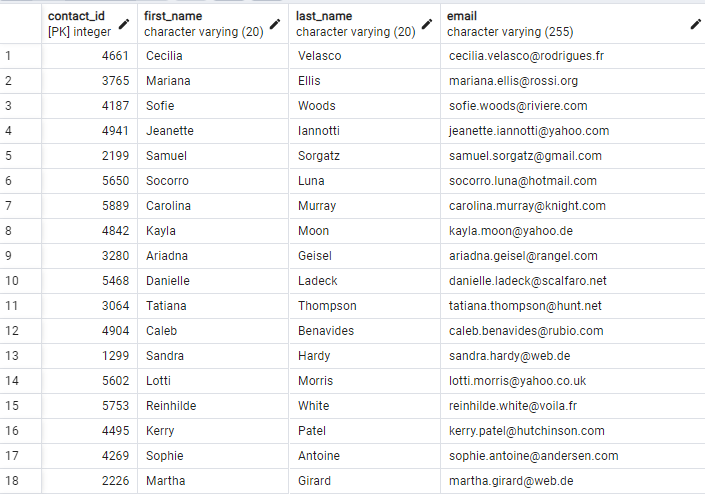 contact_id first_name last_name email
[PK] integer character varying (20) character varying (20) character varying (255)
1 4661 Cecilia Velasco cecilia.velasco@rodrigues.fr
2 3765 Mariana Ellis mariana.ellis@rossi.org
3 4187 Sofie Woods sofie.woods@riviere.com
4 4941 Jeanette Iannotti jeanette.iannotti@yahoo.com
5 2199 Samuel Sorgatz samuel.sorgatz@gmail.com
6 5650 Socorro Luna socorro.luna@hotmail.com
7 5889 Carolina Murray carolina.murray@knight.com
8 4842 Kayla Moon kayla.moon@yahoo.de
9 3280 Ariadna Geisel ariadna.geisel@rangel.com
10 5468 Danielle Ladeck danielle.ladeck@scalfaro.net
11 3064 Tatiana Thompson tatiana.thompson@hunt.net
12 4904 Caleb Benavides caleb.benavides@rubio.com
13 1299 Sandra Hardy sandra.hardy@web.de
14 5602 Lotti Morris lotti.morris@yahoo.co.uk
15 5753 Reinhilde White reinhilde.white@voila.fr
16 4495 Kerry Patel kerry.patel@hutchinson.com
17 4269 Sophie Antoine sophie.antoine@andersen.com
18 2226 Martha Girard martha.girard@web.de